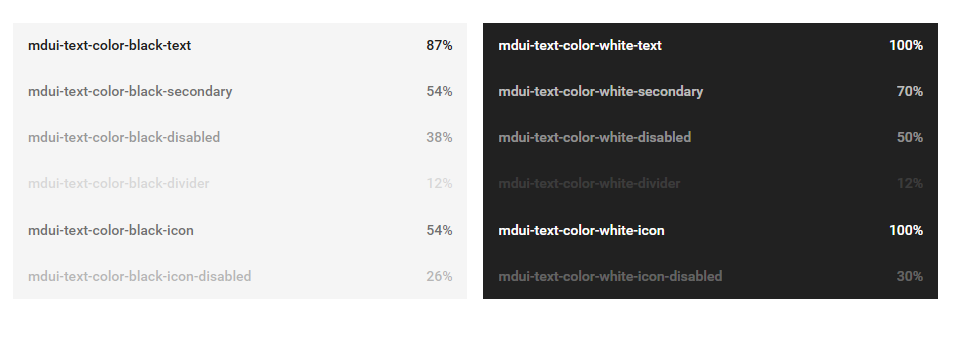 mdui-text-color-black-text 87%
mdui-text-color-black-secondary 54%
mdui-text-color-black-disabled 38%
mdui-text-color-black-divider 12%
mdui-text-color-black-icon 54%
mdui-text-color-black-icon-disabled 26%
mdui-text-color-white-text 100%
mdui-text-color-white-secondary 70%
mdui-text-color-white-disabled 50%
mdui-text-color-white-divider 12%
mdui-text-color-white-icon 100%
mdui-text-color-white-icon-disabled 30%